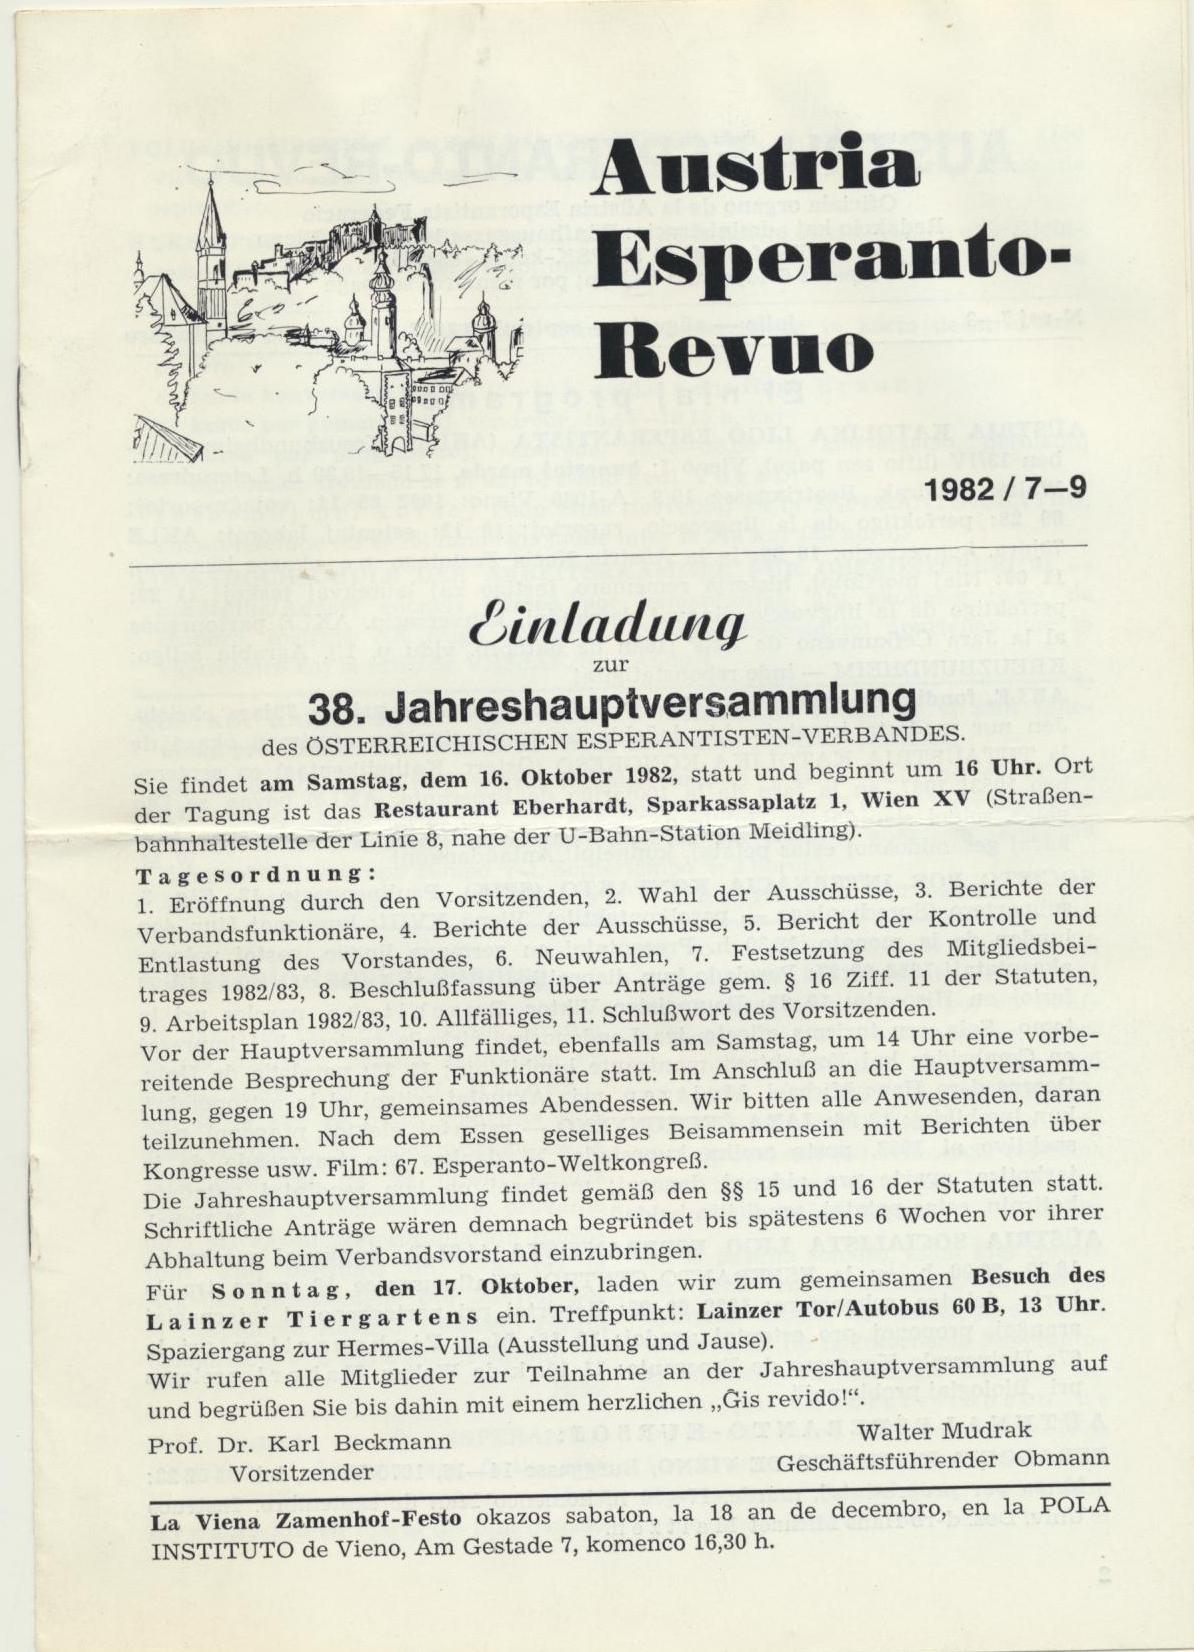 Austria
Esperanto-
Revuo
1982 / 7—9
Einladung
zur
38. Jahreshauptversammlung
des ÖSTERREICHISCHEN ESPERANTISTEN-VERBANDES.
Sie findet am Samstag, dem 16. Oktober 1982, statt und beginnt um 16 Uhr. Ort
der Tagung ist das Restaurant Eberhardt, Sparkassaplatz 1, Wien XV (Straßen-
bahnhaltestelle der Linie 8, nahe der U-Bahn-Station Meidling).
Tagesordnung:
1. Eröffnung durch den Vorsitzenden, 2. Wahl der Ausschüsse, 3. Berichte der
Verbandsfunktionäre, 4. Berichte der Ausschüsse, 5. Bericht der Kontrolle und
Entlastung des Vorstandes, 6. Neuwahlen, 7. Festsetzung des Mitgliedsbei-
trages 1982/83, 8. Beschlußfassung über Anträge gem. § 16 Ziff. 11 der Statuten,
9. Arbeitsplan 1982/83, 10. Allfälliges, 11. Schlußwort des Vorsitzenden.
Vor der Hauptversammlung findet, ebenfalls am Samstag, um 14 Uhr eine vorbe-
reitende Besprechung der Funktionäre statt. Im Anschluß an die Hauptversamm-
lung, gegen 19 Uhr, gemeinsames Abendessen. Wir bitten alle Anwesenden, daran
teilzunehmen. Nach dem Essen geselliges Beisammensein mit Berichten über
Kongresse usw. Film: 67. Esperanto-Weltkongreß.
Die Jahreshauptversammlung findet gemäß den §§ 15 und 16 der Statuten statt.
Schriftliche Anträge wären demnach begründet bis spätestens 6 Wochen vor ihrer
Abhaltung beim Verbandsvorstand einzubringen.
Für Sonntag, den 17. Oktober, laden wir zum gemeinsamen Besuch des
Lainzer Tiergartens ein. Treffpunkt: Lainzer Tor/Autobus 60 B, 13 Uhr.
Spaziergang zur Hermes-Villa (Ausstellung und Jause).
Wir rufen alle Mitglieder zur Teilnahme an der Jahreshauptversammlung auf
und begrüßen Sie bis dahin mit einem herzlichen „Gis revido!“.
Prof. Dr. Karl Beckmann
Vorsitzender
Walter Mudrak
Geschäftsführender Obmann
La Viena Zamenhof-Festo okazos sabaton, la 18 an de decembro, en la POLA
INSTITUTO de Vieno, Am Gestade 7, komenco 16,30 h.